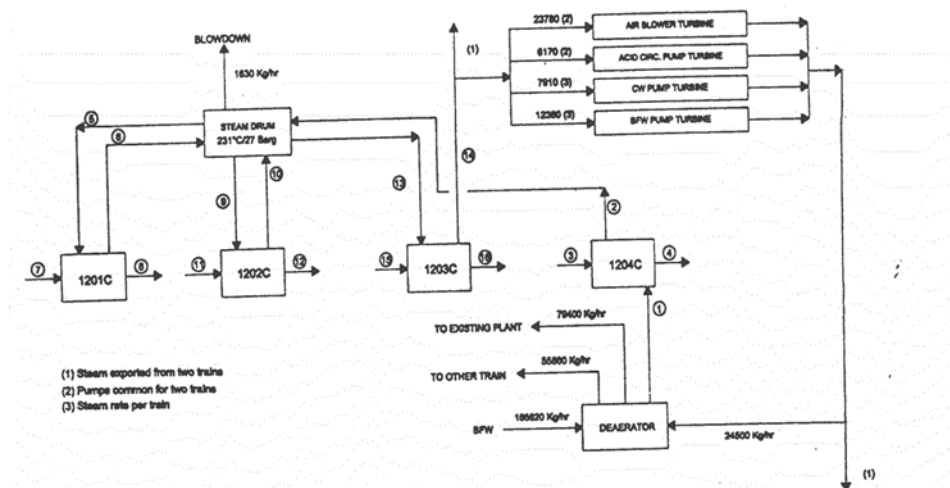 BLOWDOWN
1630 Kg/hr
(1)
23780 (2)
AIR BLOWER TURBINE
6170 (2)
ACID CIRC. PUMP TURBINE
7910 (3)
CW PUMP TURBINE
12380 (3)
BFW PUMP TURBINE
5
6
STEAM DRUM
231°C/27 Barg
9
10
13
14
2
7
1201C
8
11
1202C
12
15
1203C
16
3
1204C
4
1
79400 Kg/hr
TO EXISTING PLANT
55860 Kg/hr
TO OTHER TRAIN
(1) Steam exported from two trains
(2) Pumps common for two trains
(3) Steam rate per train
BFW
166620 Kg/hr
DEAERATOR
24500 Kg/hr
(1)